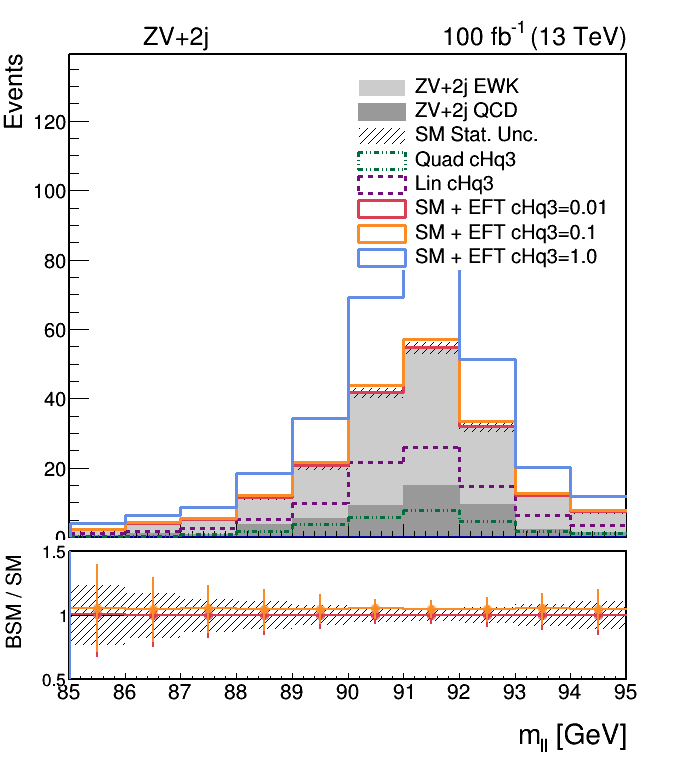 ZV+2j
100 fb-1 (13 TeV)
Events
120
100
80
60
40
20
0
ZV+2j EWK
ZV+2j QCD
SM Stat. Unc.
Quad cHq3
Lin cHq3
SM + EFT cHq3=0.01
SM + EFT cHq3=0.1
SM + EFT cHq3=1.0
BSM / SM
1.5
1
0.5
85 86 87 88 89 90 91 92 93 94 95
mll [GeV]